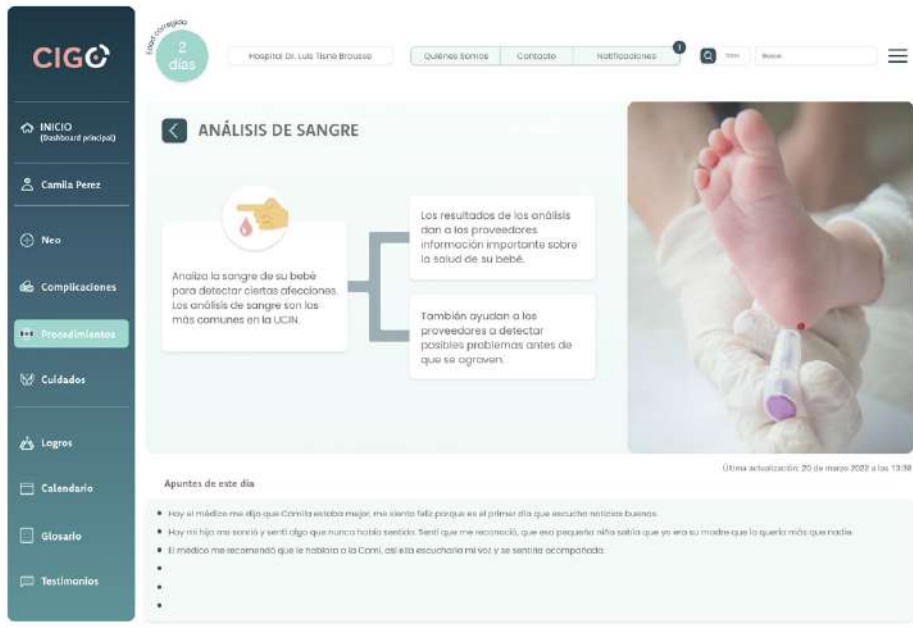 CIGO
INICIO
(Dashboard principal)
Camila Perez
Neo
Complicaciones
Procedimientos
Cuidados
Logros
Calendario
Glosario
Testimonios
Edad corregida
2
días
Hospital Dr. Luis Tisné Brousse
Quiénes Somos
Contacto
Notificaciones
1
Buscar
ANÁLISIS DE SANGRE
Analiza la sangre de su bebé
para detectar ciertas afecciones.
Los análisis de sangre son los
más comunes en la UCIN.
Los resultados de los análisis
dan a los proveedores
información importante sobre
la salud de su bebé.
También ayudan a los
proveedores a detectar
posibles problemas antes de
que se agraven.
Última actualización: 20 de marzo 2022 a las 13:38
Apuntes de este día
Hoy el médico me dijo que Camila estaba mejor, me siento feliz porque es el primer día que escucho noticias buenas.
Hoy mi hija me sonrió y sentí algo que nunca había sentido. Sentí que me reconoció, que esa pequeña niña sabía que yo era su madre que la quería más que nadie.
El médico me recomendó que le hablara a la Cami, así ella escucharía mi voz y se sentiría acompañada.